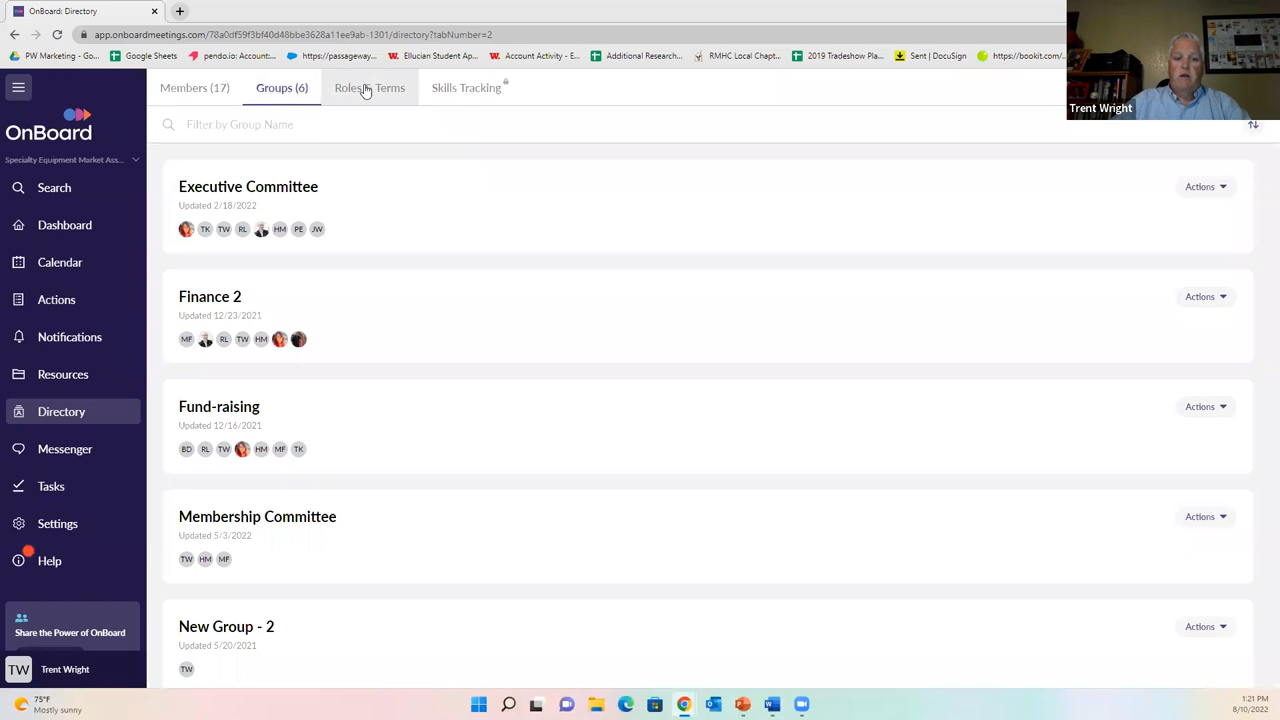 OnBoard: Directory
app.onboardmeetings.com/78a0df59f3bf40d48bbe3628a11ee9ab/1301/directory?tabNumber=2
PW Marketing - Go...
Google Sheets
pendo.io: Account...
https://passagewa...
Ellucian Student Ap...
Accuen
Additional Research...
RMHC Local Chapt...
2019 Tradeshow Pla...
Sent | DocuSign
https://bookit.com/
Trent Wright
OnBoard
Specialty Equipment Market Ass...
Search
Dashboard
Calendar
Actions
Notifications
Resources
Directory
Messenger
Tasks
Settings
Help
Share the Power of OnBoard
TW Trent Wright
Members (17)
Groups (6)
Roles Terms
Skills Tracking
Filter by Group Name
Executive Committee
Actions
Updated 2/18/2022
TK TW RL HM PE JW
Finance 2
Actions
Updated 12/23/2021
MF RL TW HM
Fund-raising
Actions
Updated 12/16/2021
BD RL TW HM MF TK
Membership Committee
Actions
Updated 5/3/2022
TW HM MF
New Group - 2
Actions
Updated 5/20/2021
TW
75°F
Mostly sunny
1:21 PM
8/10/2022